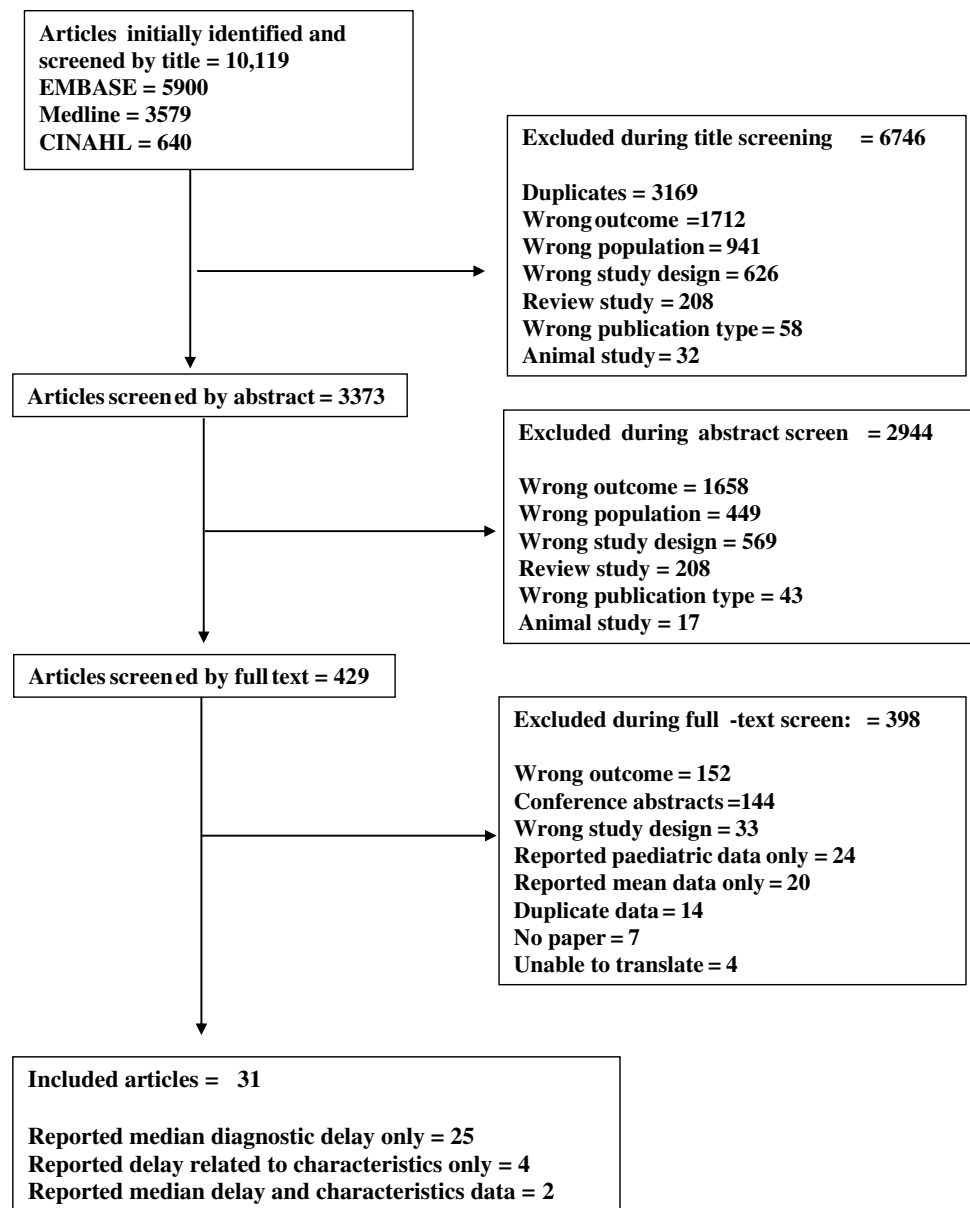 Articles initially identified and
screened by title = 10,119
EMBASE = 5900
Medline = 3579
CINAHL = 640
Excluded during title screening = 6746
Duplicates = 3169
Wrong outcome =1712
Wrong population = 941
Wrong study design = 626
Review study = 208
Wrong publication type = 58
Animal study = 32
Articles screened by abstract = 3373
Excluded during abstract screen = 2944
Wrong outcome = 1658
Wrong population = 449
Wrong study design = 569
Review study = 208
Wrong publication type = 43
Animal study = 17
Articles screened by full text = 429
Excluded during full -text screen: = 398
Wrong outcome = 152
Conference abstracts =144
Wrong study design = 33
Reported paediatric data only = 24
Reported mean data only = 20
Duplicate data = 14
No paper = 7
Unable to translate = 4
Included articles = 31
Reported median diagnostic delay only = 25
Reported delay related to characteristics only = 4
Reported median delay and characteristics data = 2